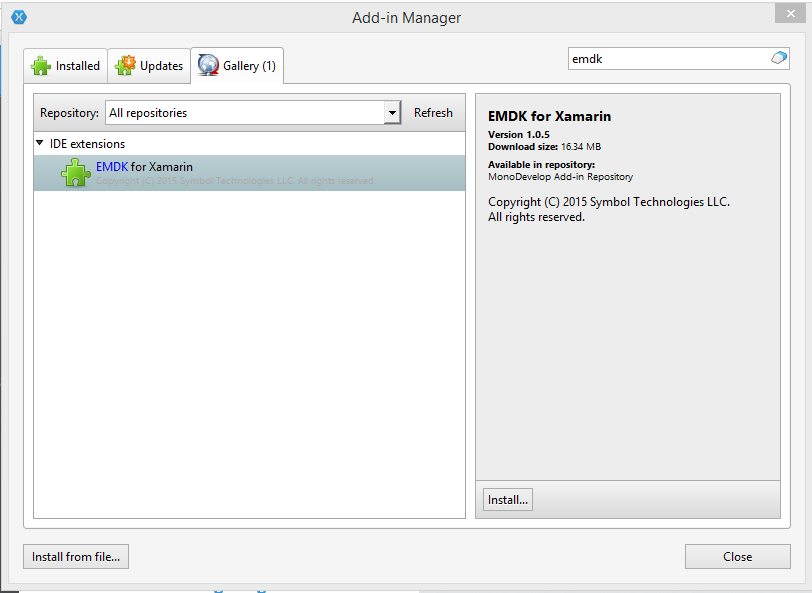 Add-in Manager
Installed
Updates
Gallery (1)
emdk
Repository:
All repositories
Refresh
IDE extensions
EMDK for Xamarin
Copyright (C) 2015 Symbol Technologies LLC. All rights reserved.
EMDK for Xamarin
Version 1.0.5
Download size: 16.34 MB
Available in repository:
MonoDevelop Add-in Repository
Copyright (C) 2015 Symbol Technologies LLC.
All rights reserved.
Install...
Install from file...
Close